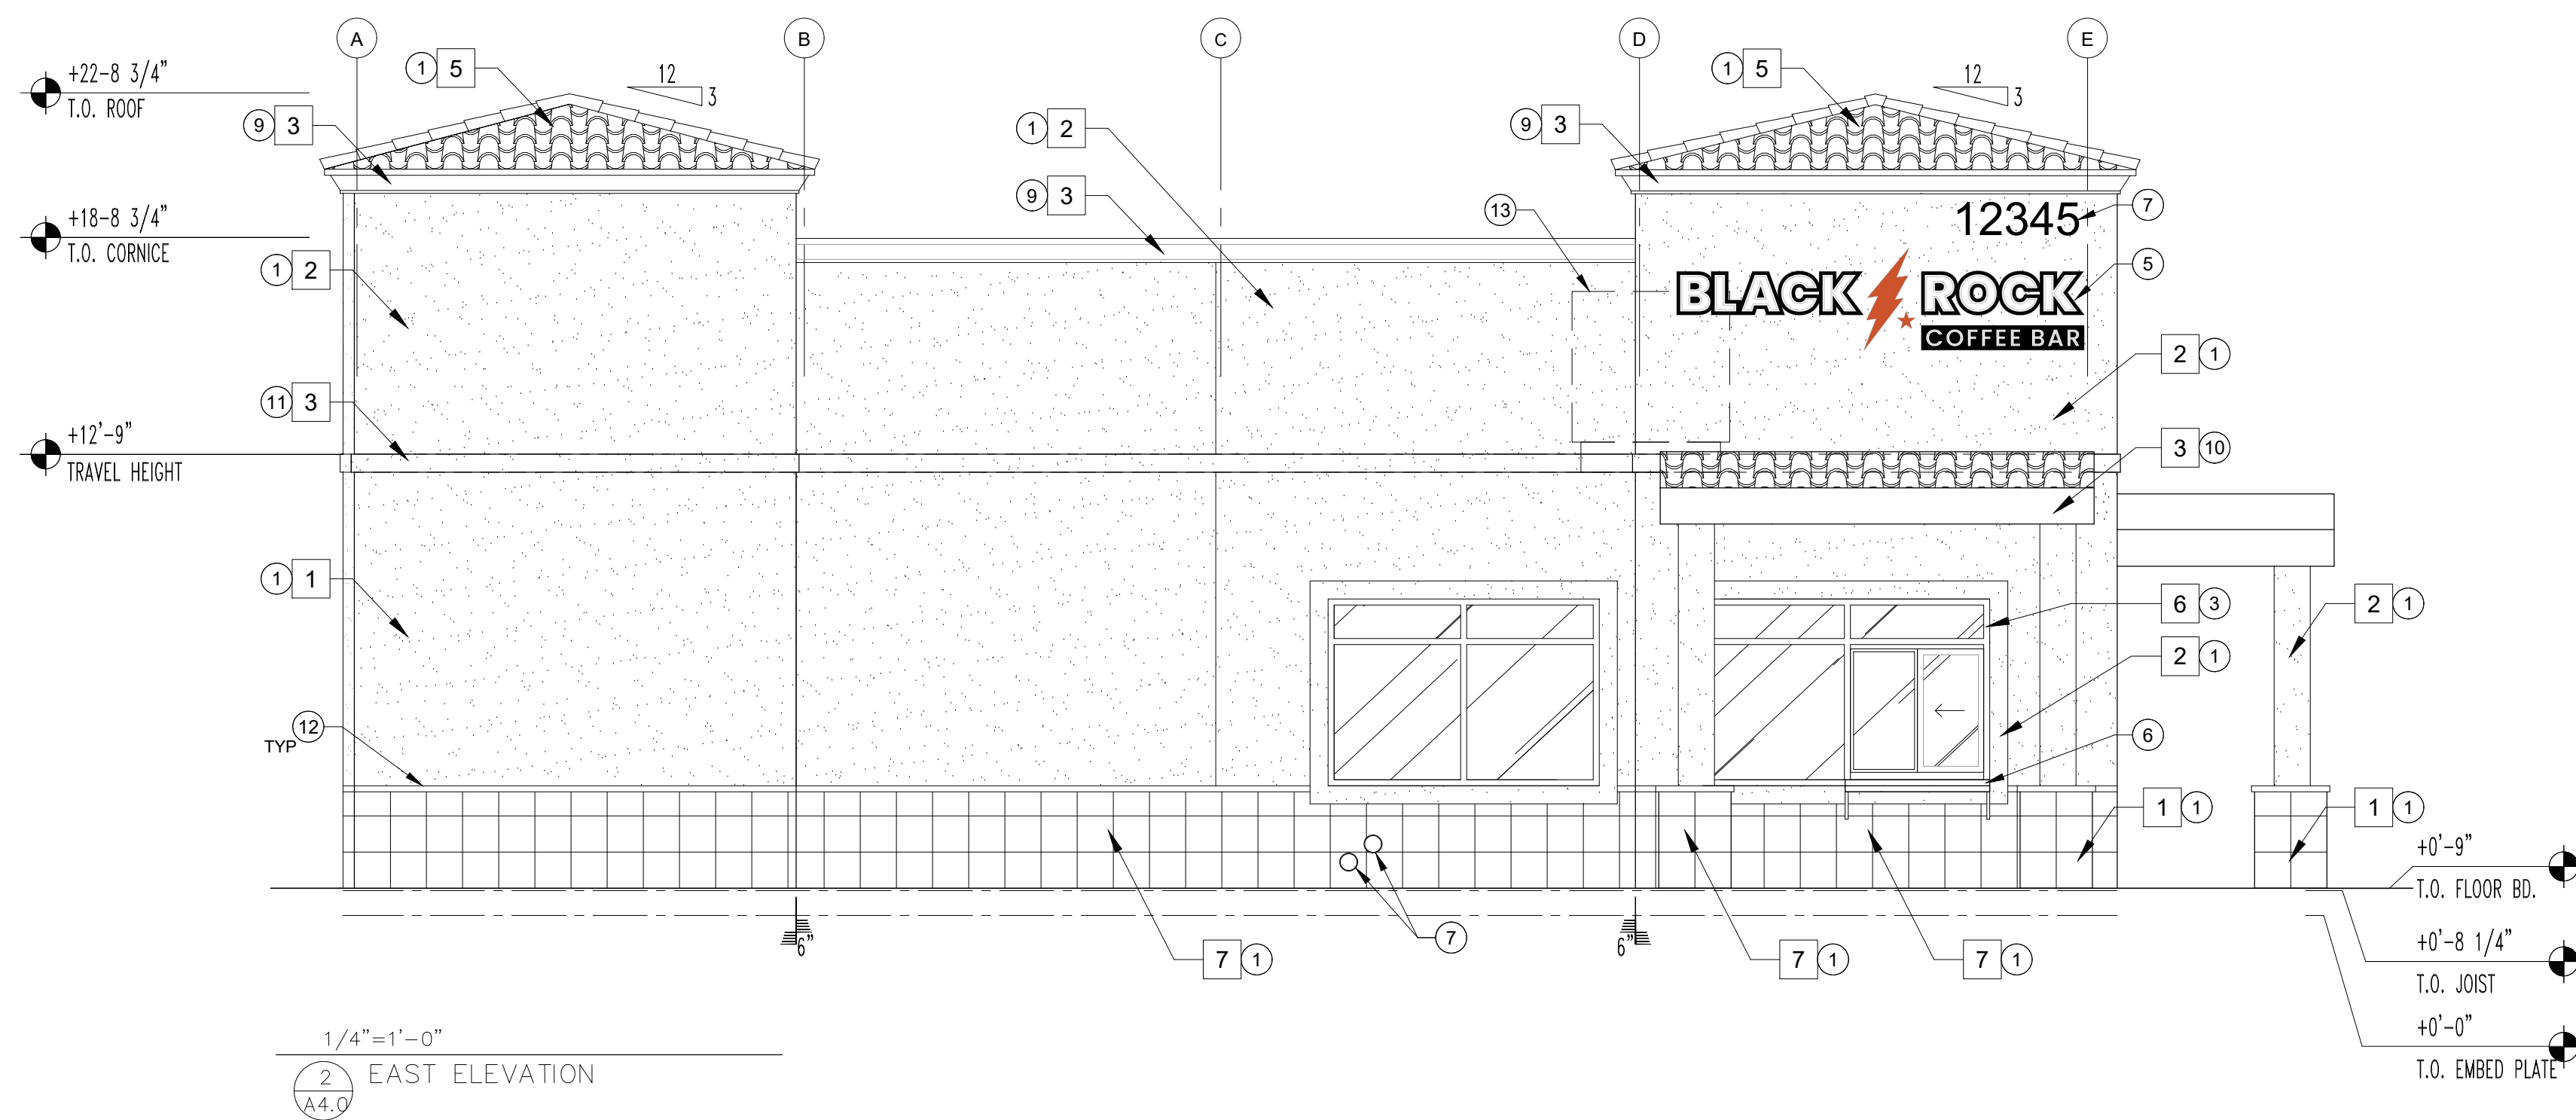 A
B
C
D
E
+22-8 3/4"
T.O. ROOF
1 5
12
3
1 5
12
3
9 3
1 2
9 3
9 3
+18-8 3/4"
T.O. CORNICE
13
12345
7
1 2
BLACK ROCK
5
COFFEE BAR
2 1
11 3
+12'-9"
TRAVEL HEIGHT
3 10
1 1
6 3
2 1
2 1
TYP 12
6
1 1
1 1
+0'-9"
T.O. FLOOR BD.
6"
7
6"
7 1
7 1
7 1
+0'-8 1/4"
T.O. JOIST
+0'-0"
T.O. EMBED PLATE
1/4"=1'-0"
2
EAST ELEVATION
A4.0